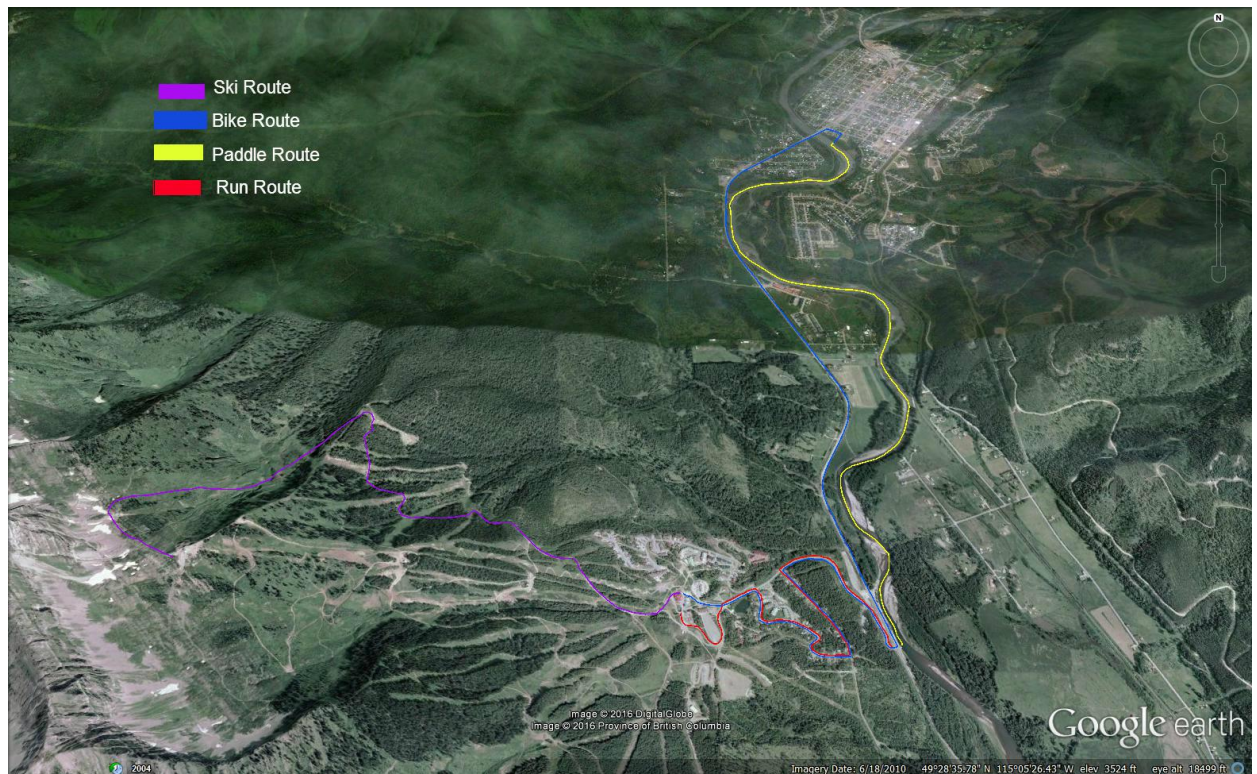 N
Ski Route
Bike Route
Paddle Route
Run Route
Image © 2016 DigitalGlobe
Image © 2016 Province of British Columbia
Google earth
2004
Imagery Date: 6/18/2010 49°28'35.78" N 115°05'26.43" W elev 3524 ft eye alt 18499 ft